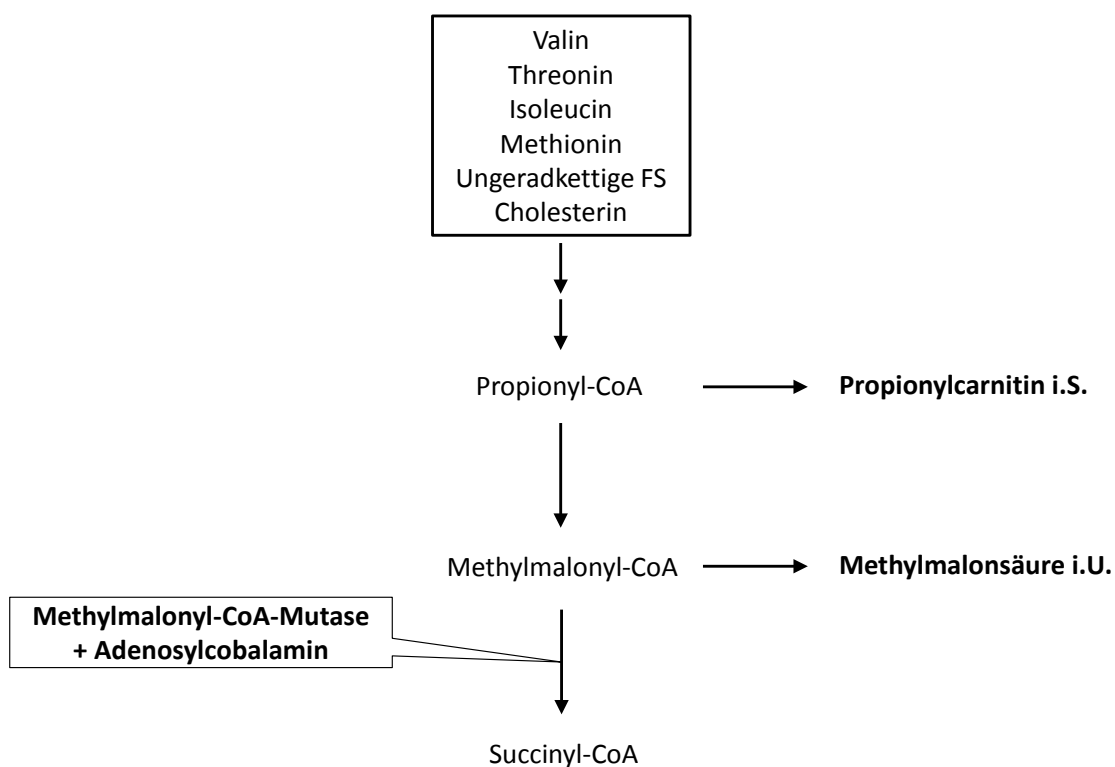 Valin
Threonin
Isoleucin
Methionin
Ungeradkettige FS
Cholesterin
Propionyl-CoA
Propionylcarnitin i.S.
Methylmalonyl-CoA
Methylmalonsäure i.U.
Methylmalonyl-CoA-Mutase
+ Adenosylcobalamin
Succinyl-CoA